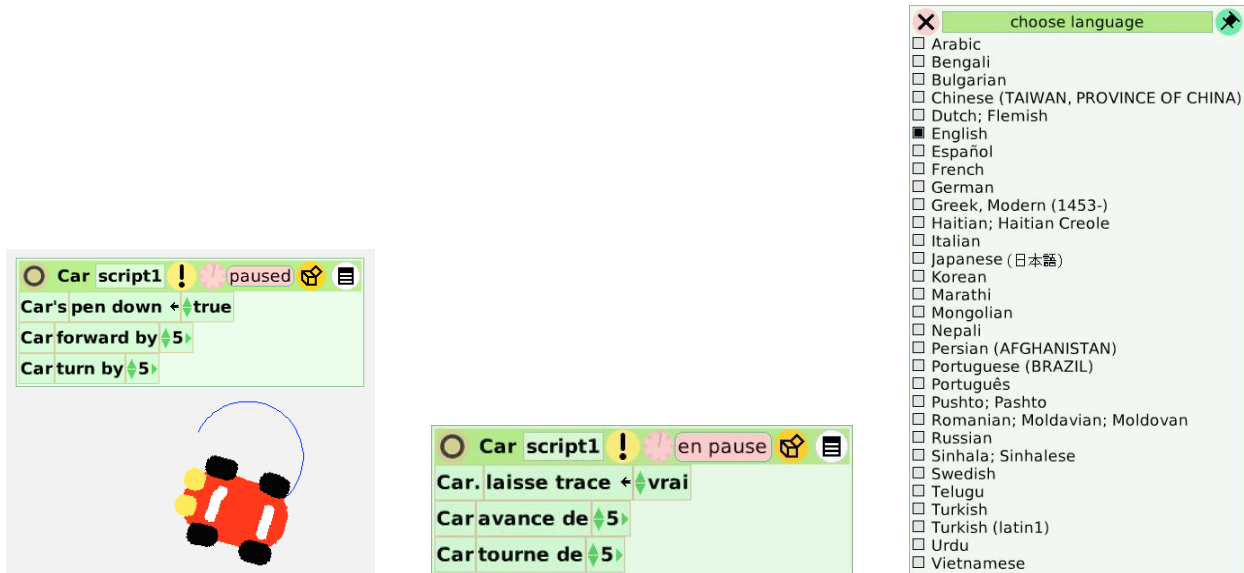 Car script1 ! paused
Car's pen down ← true
Car forward by 5
Car turn by 5
Car script1 ! en pause
Car. laisse trace ← vrai
Car avance de 5
Car tourne de 5
choose language
Arabic
Bengali
Bulgarian
Chinese (TAIWAN, PROVINCE OF CHINA)
Dutch; Flemish
English
Español
French
German
Greek, Modern (1453-)
Haitian; Haitian Creole
Italian
Japanese (日本語)
Korean
Marathi
Mongolian
Nepali
Persian (AFGHANISTAN)
Portuguese (BRAZIL)
Português
Pushto; Pashto
Romanian; Moldavian; Moldovan
Russian
Sinhala; Sinhalese
Swedish
Telugu
Turkish
Turkish (latin1)
Urdu
Vietnamese